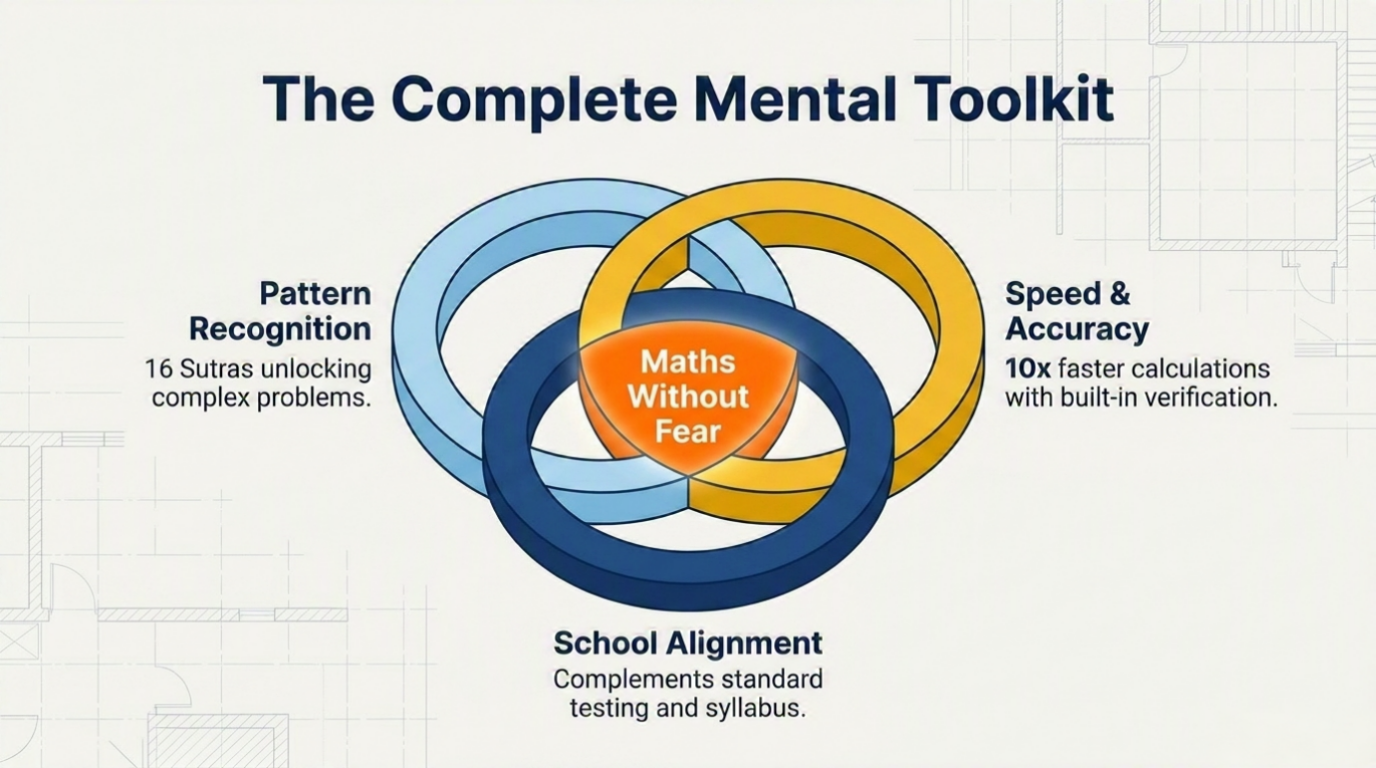 The Complete Mental Toolkit
Pattern
Recognition
16 Sutras unlocking
complex problems.
Maths
Without
Fear
Speed &
Accuracy
10x faster calculations
with built-in verification.
School Alignment
Complements standard
testing and syllabus.